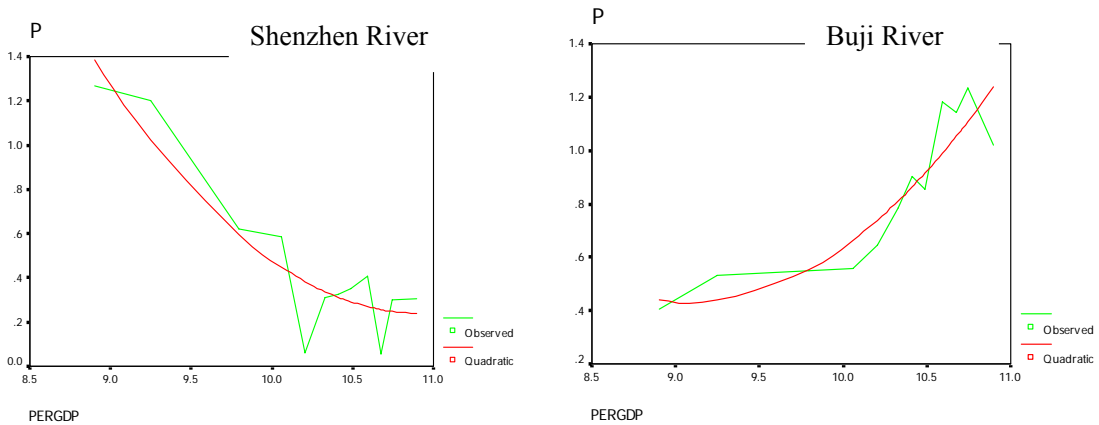 P
Shenzhen River
1.4
1.2
1.0
.8
.6
.4
.2
0.0
8.5 9.0 9.5 10.0 10.5 11.0
PERGDP
Observed
Quadratic
P
Buji River
1.4
1.2
1.0
.8
.6
.4
.2
8.5 9.0 9.5 10.0 10.5 11.0
PERGDP
Observed
Quadratic